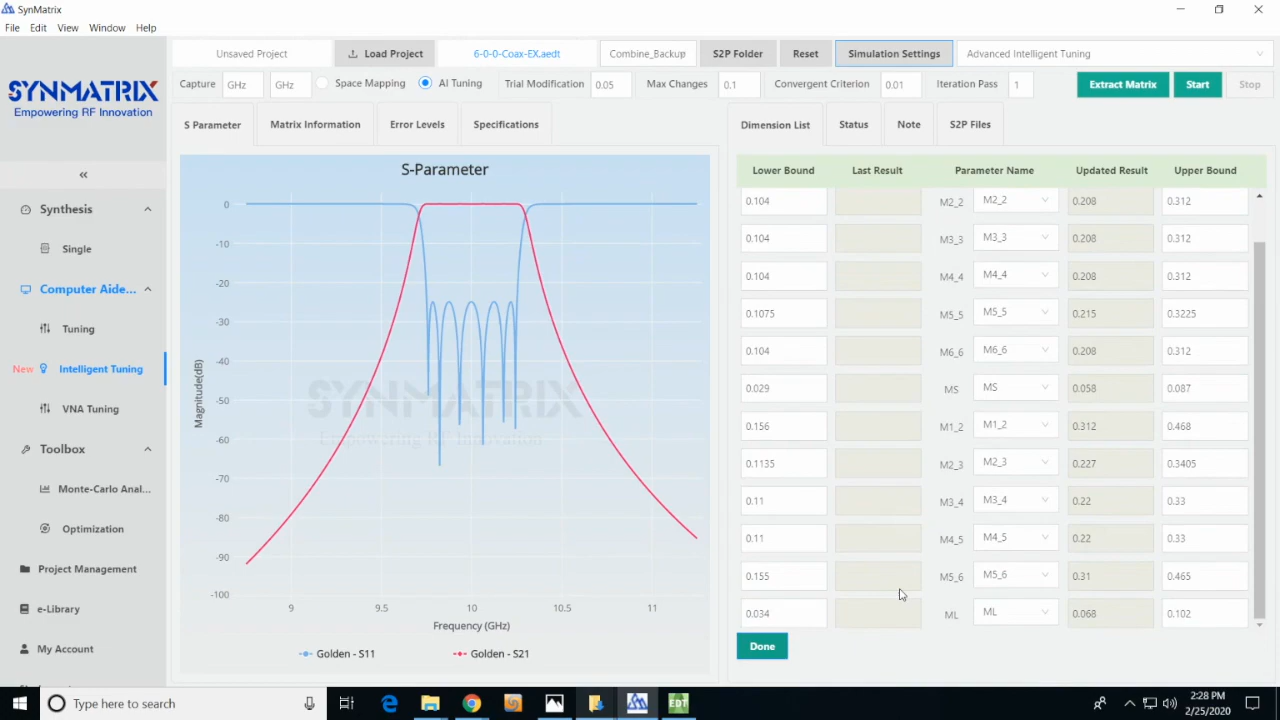 SynMatrix
File Edit View Window Help
Unsaved Project Load Project 6-0-0-Coax-EX.aedt Combine_Backup S2P Folder Reset Simulation Settings Advanced Intelligent Tuning
Capture GHz GHz Space Mapping AI Tuning Trial Modification 0.05 Max Changes 0.1 Convergent Criterion 0.01 Iteration Pass 1 Extract Matrix Start Stop
SYNMATRIX
Empowering RF Innovation
S Parameter Matrix Information Error Levels Specifications
Dimension List Status Note S2P Files
«
Synthesis
Single
Computer Aide...
Tuning
New Intelligent Tuning
VNA Tuning
Toolbox
Monte-Carlo Anal...
Optimization
Project Management
e-Library
My Account
S-Parameter
Magnitude(dB)
0
-10
-20
-30
-40
-50
-60
-70
-80
-90
-100
9 9.5 10 10.5 11
Frequency (GHz)
SYNMATRIX
Empowering RF Innovation
Golden - S11 Golden - S21
Lower Bound Last Result Parameter Name Updated Result Upper Bound
0.104 M2_2 M2_2 0.208 0.312
0.104 M3_3 M3_3 0.208 0.312
0.104 M4_4 M4_4 0.208 0.312
0.1075 M5_5 M5_5 0.215 0.3225
0.104 M6_6 M6_6 0.208 0.312
0.029 MS MS 0.058 0.087
0.156 M1_2 M1_2 0.312 0.468
0.1135 M2_3 M2_3 0.227 0.3405
0.11 M3_4 M3_4 0.22 0.33
0.11 M4_5 M4_5 0.22 0.33
0.155 M5_6 M5_6 0.31 0.465
0.034 ML ML 0.068 0.102
Done
Type here to search
EDT
2:28 PM
2/25/2020